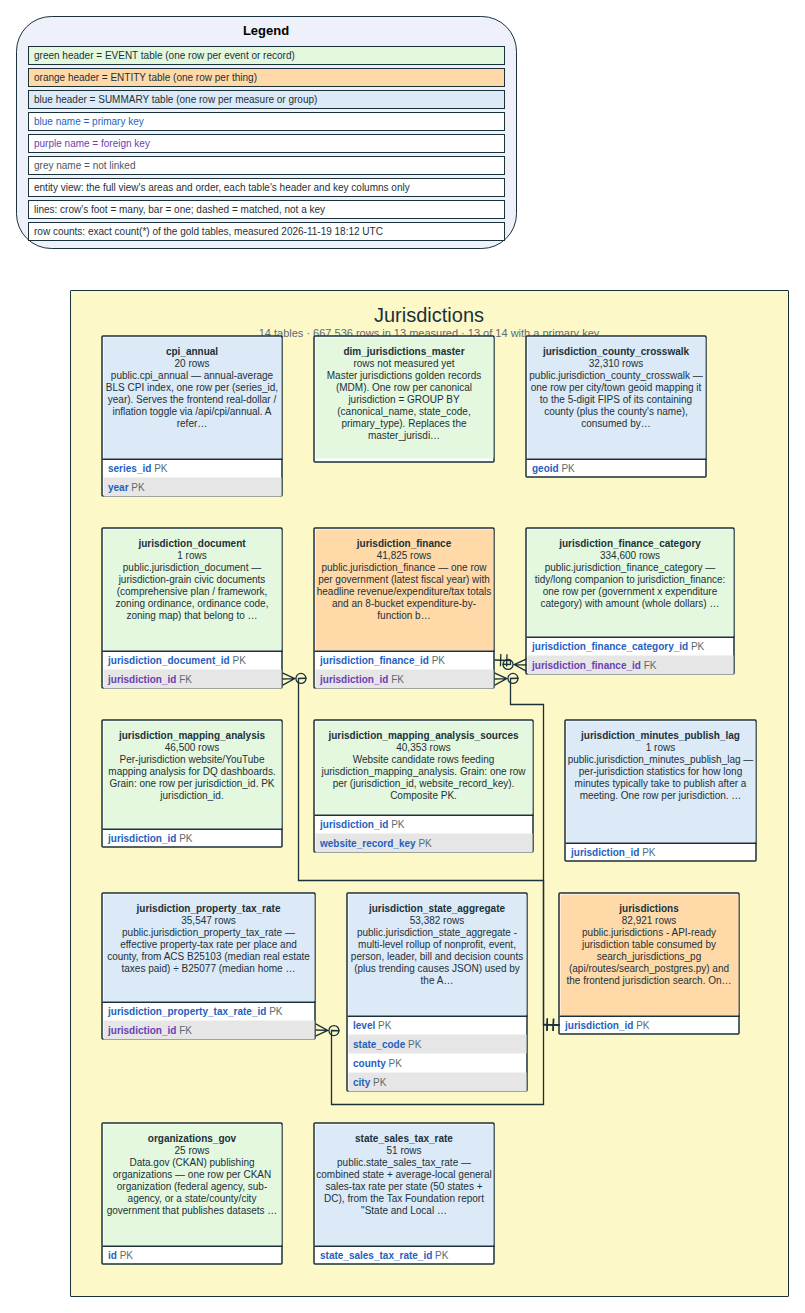 Legend
green header = EVENT table (one row per event or record)
orange header = ENTITY table (one row per thing)
blue header = SUMMARY table (one row per measure or group)
blue name = primary key
purple name = foreign key
grey name = not linked
entity view: the full view's areas and order, each table's header and key columns only
lines: crow's foot = many, bar = one; dashed = matched, not a key
row counts: exact count(*) of the gold tables, measured 2026-11-19 18:12 UTC
Jurisdictions
14 tables · 667,536 rows in 13 measured · 13 of 14 with a primary key
cpi_annual
20 rows
public.cpi_annual — annual-average
BLS CPI index, one row per (series_id,
year). Serves the frontend real-dollar /
inflation toggle via /api/cpi/annual. A
refer…
series_id PK
year PK
dim_jurisdictions_master
rows not measured yet
Master jurisdictions golden records
(MDM). One row per canonical
jurisdiction = GROUP BY
(canonical_name, state_code,
primary_type). Replaces the
master_jurisdi…
jurisdiction_county_crosswalk
32,310 rows
public.jurisdiction_county_crosswalk —
one row per city/town geoid mapping it
to the 5-digit FIPS of its containing
county (plus the county's name),
consumed by…
geoid PK
jurisdiction_document
1 rows
public.jurisdiction_document —
jurisdiction-grain civic documents
(comprehensive plan / framework,
zoning ordinance, ordinance code,
zoning map) that belong to …
jurisdiction_document_id PK
jurisdiction_id FK
jurisdiction_finance
41,825 rows
public.jurisdiction_finance — one row
per government (latest fiscal year) with
headline revenue/expenditure/tax totals
and an 8-bucket expenditure-by-
function b…
jurisdiction_finance_id PK
jurisdiction_id FK
jurisdiction_finance_category
334,600 rows
public.jurisdiction_finance_category —
tidy/long companion to jurisdiction_finance:
one row per (government x expenditure
category) with amount (whole dollars) …
jurisdiction_finance_category_id PK
jurisdiction_finance_id FK
jurisdiction_mapping_analysis
46,500 rows
Per-jurisdiction website/YouTube
mapping analysis for DQ dashboards.
Grain: one row per jurisdiction_id. PK
jurisdiction_id.
jurisdiction_id PK
jurisdiction_mapping_analysis_sources
40,353 rows
Website candidate rows feeding
jurisdiction_mapping_analysis. Grain: one row
per (jurisdiction_id, website_record_key).
Composite PK.
jurisdiction_id PK
website_record_key PK
jurisdiction_minutes_publish_lag
1 rows
public.jurisdiction_minutes_publish_lag —
per-jurisdiction statistics for how long
minutes typically take to publish after a
meeting. One row per jurisdiction. …
jurisdiction_id PK
jurisdiction_property_tax_rate
35,547 rows
public.jurisdiction_property_tax_rate —
effective property-tax rate per place and
county, from ACS B25103 (median real estate
taxes paid) ÷ B25077 (median home …
jurisdiction_property_tax_rate_id PK
jurisdiction_id FK
jurisdiction_state_aggregate
53,382 rows
public.jurisdiction_state_aggregate -
multi-level rollup of nonprofit, event,
person, leader, bill and decision counts
(plus trending causes JSON) used by
the A…
level PK
state_code PK
county PK
city PK
jurisdictions
82,921 rows
public.jurisdictions - API-ready
jurisdiction table consumed by
search_jurisdictions_pg
(api/routes/search_postgres.py) and
the frontend jurisdiction search. On…
jurisdiction_id PK
organizations_gov
25 rows
Data.gov (CKAN) publishing
organizations — one row per CKAN
organization (federal agency, sub-
agency, or a state/county/city
government that publishes datasets …
id PK
state_sales_tax_rate
51 rows
public.state_sales_tax_rate —
combined state + average-local general
sales-tax rate per state (50 states +
DC), from the Tax Foundation report
"State and Local …
state_sales_tax_rate_id PK